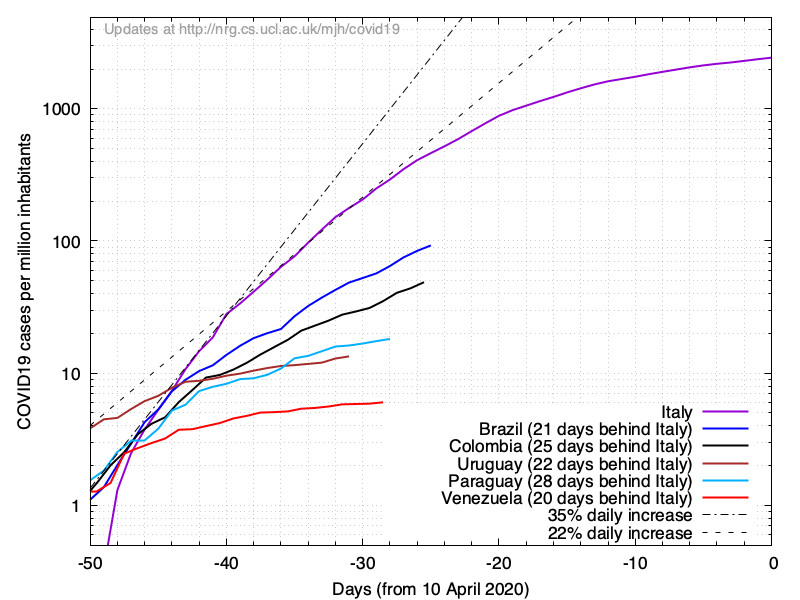 Updates at http://nrg.cs.ucl.ac.uk/mjh/covid19
COVID19 cases per million inhabitants
1000
100
10
1
Italy
Brazil (21 days behind Italy)
Colombia (25 days behind Italy)
Uruguay (22 days behind Italy)
Paraguay (28 days behind Italy)
Venezuela (20 days behind Italy)
35% daily increase
22% daily increase
-50 -40 -30 -20 -10 0
Days (from 10 April 2020)